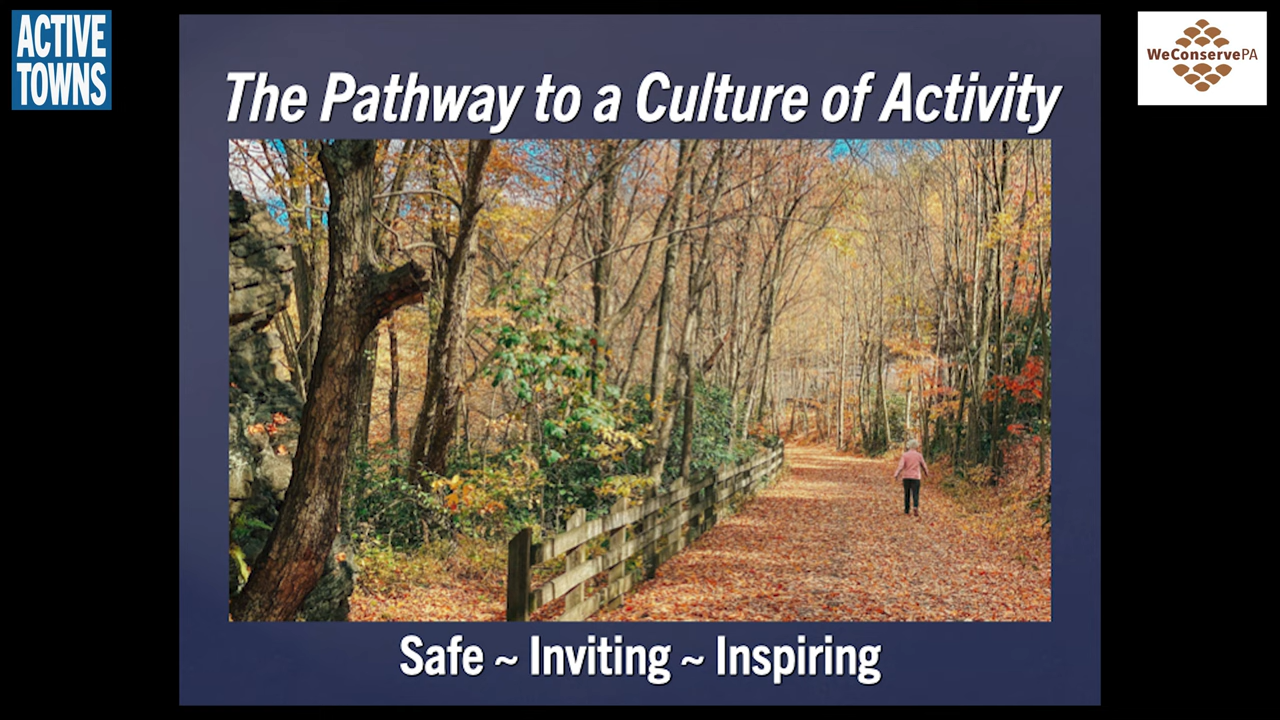 ACTIVE
TOWNS
WeConservePA
The Pathway to a Culture of Activity
Safe ~ Inviting ~ Inspiring